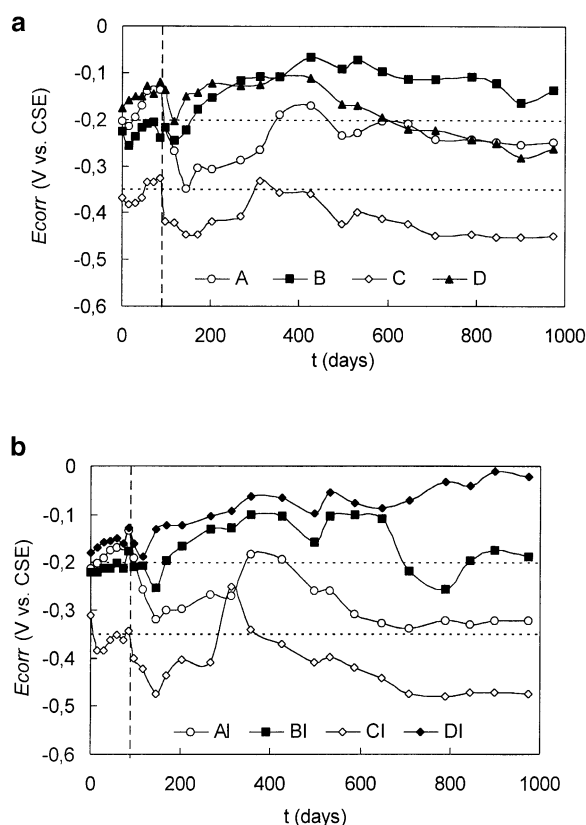 a
0
-0,1
-0,2
-0,3
-0,4
-0,5
-0,6
Ecorr (V vs. CSE)
A B C D
0 200 400 600 800 1000
t (days)
b
0
-0,1
-0,2
-0,3
-0,4
-0,5
-0,6
Ecorr (V vs. CSE)
AI BI CI DI
0 200 400 600 800 1000
t (days)